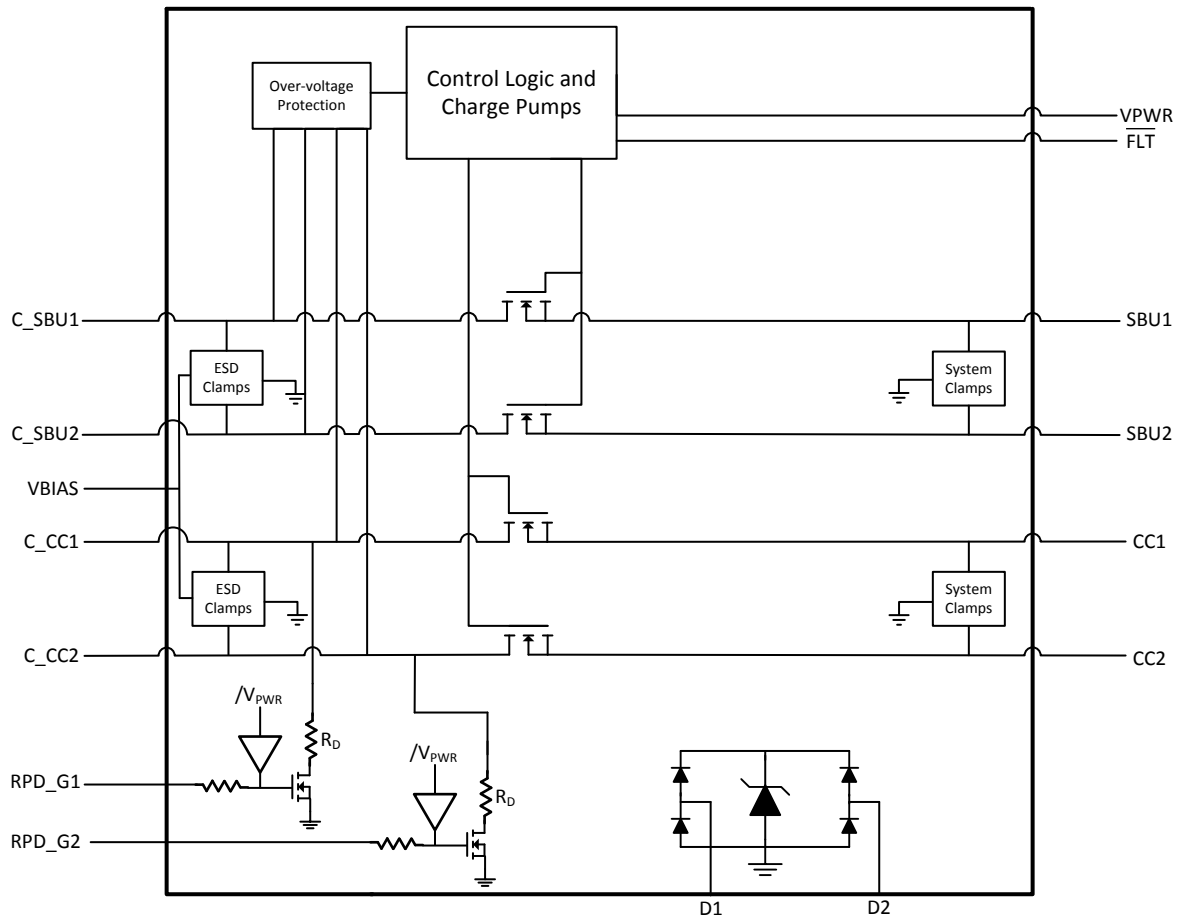 Over-voltage
Protection
Control Logic and
Charge Pumps
VPWR
FLT
C_SBU1
SBU1
ESD
Clamps
System
Clamps
C_SBU2
SBU2
VBIAS
C_CC1
CC1
ESD
Clamps
System
Clamps
C_CC2
CC2
/VPWR
RD
/VPWR
RPD_G1
RD
RPD_G2
D1
D2